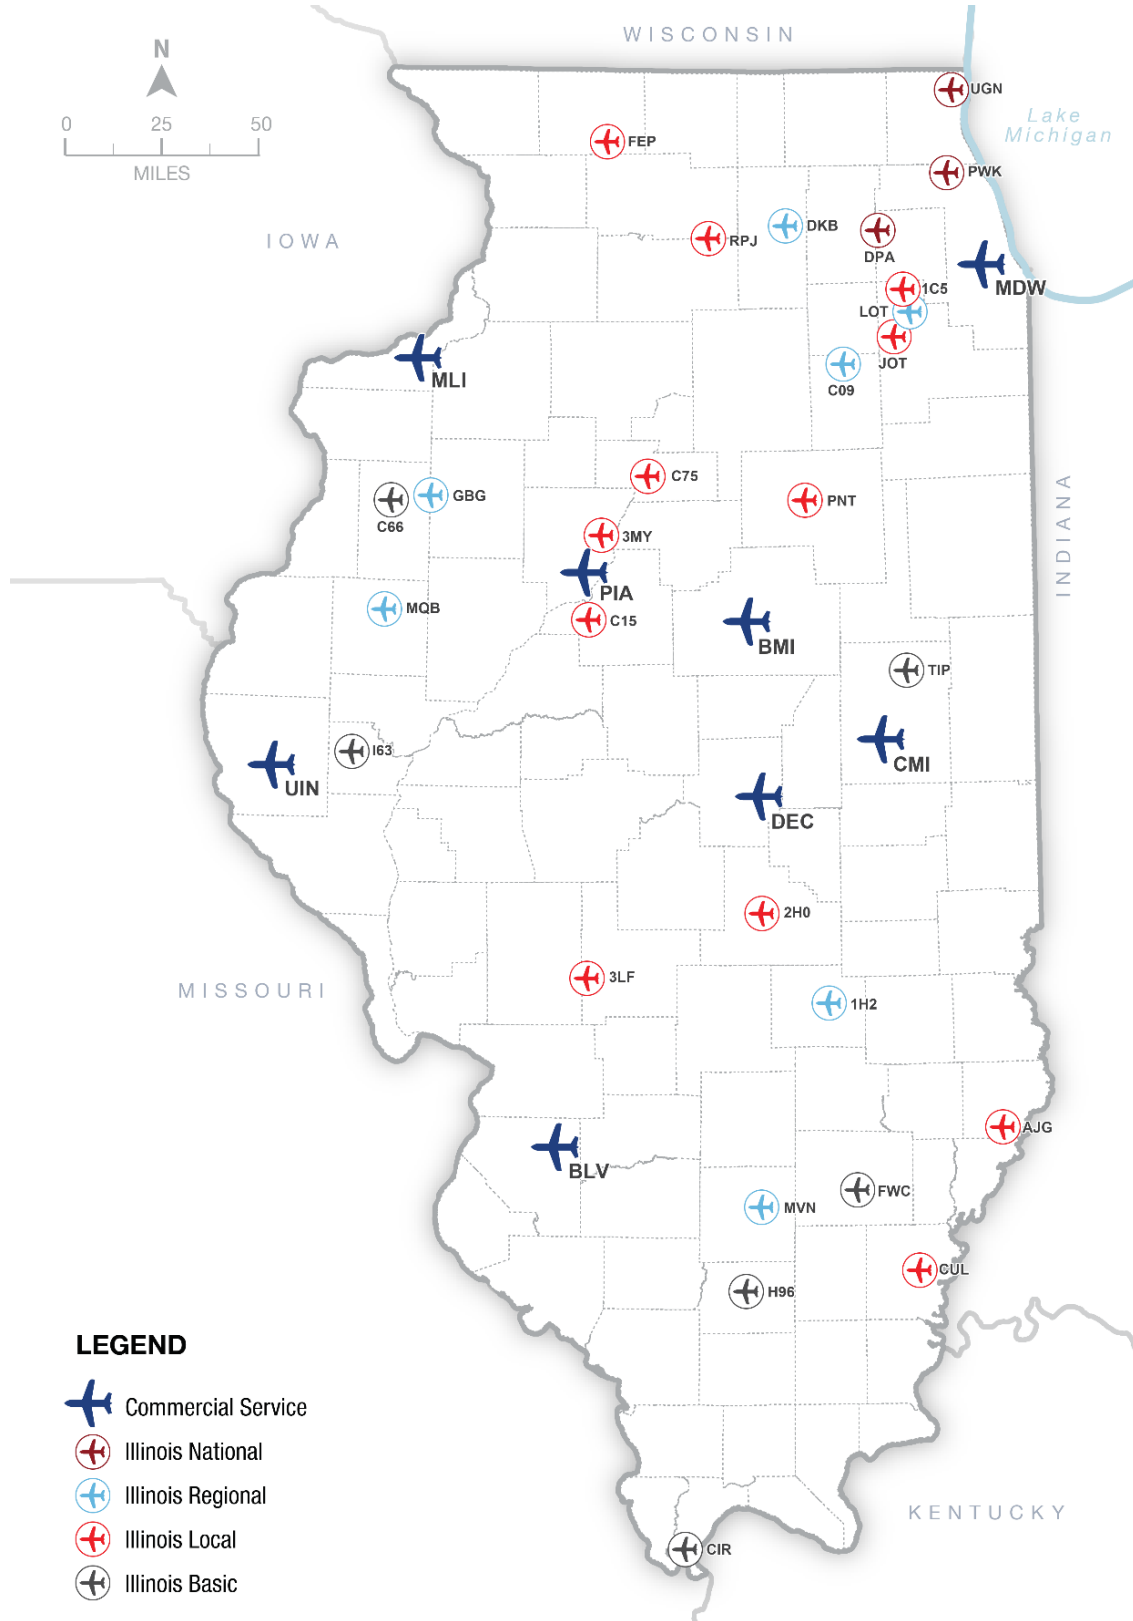 WISCONSIN
N
UGN
0 25 50
Lake
Michigan
FEP
MILES
PWK
DKB
IOWA
RPJ
DPA
MDW
1C5
LOT
JOT
MLI
C09
C75
GBG
PNT
C66
INDIANA
3MY
PIA
MQB
C15
BMI
TIP
I63
CMI
UIN
DEC
2H0
3LF
MISSOURI
1H2
AJG
BLV
FWC
MVN
CUL
H96
LEGEND
Commercial Service
Illinois National
Illinois Regional
KENTUCKY
Illinois Local
CIR
Illinois Basic